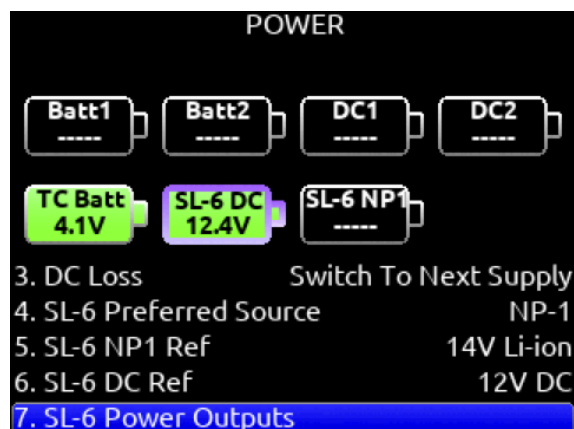 POWER
Batt1 Batt2 DC1 DC2
----- ----- ----- -----
TC Batt SL-6 DC SL-6 NP1
4.1V 12.4V -----
3. DC Loss Switch To Next Supply
4. SL-6 Preferred Source NP-1
5. SL-6 NP1 Ref 14V Li-ion
6. SL-6 DC Ref 12V DC
7. SL-6 Power Outputs